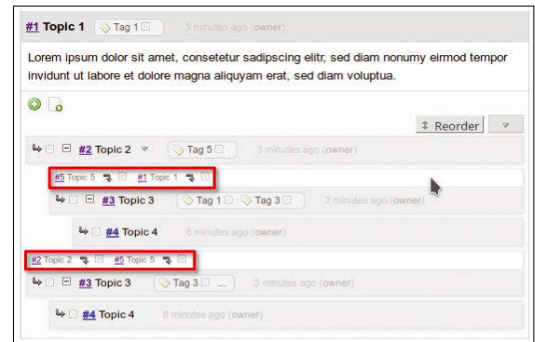 #1 Topic 1 Tag 1 3 minutes ago (owner)
Lorem ipsum dolor sit amet, consetetur sadipscing elitr, sed diam nonumy eirmod tempor
invidunt ut labore et dolore magna aliquyam erat, sed diam voluptua.
Reorder
#2 Topic 2 Tag 5 3 minutes ago (owner)
#5 Topic 5 #1 Topic 1
#3 Topic 3 Tag 1 Tag 3 3 minutes ago (owner)
#4 Topic 4 8 minutes ago (owner)
#2 Topic 2 #5 Topic 5
#3 Topic 3 Tag 3 ... 3 minutes ago (owner)
#4 Topic 4 8 minutes ago (owner)